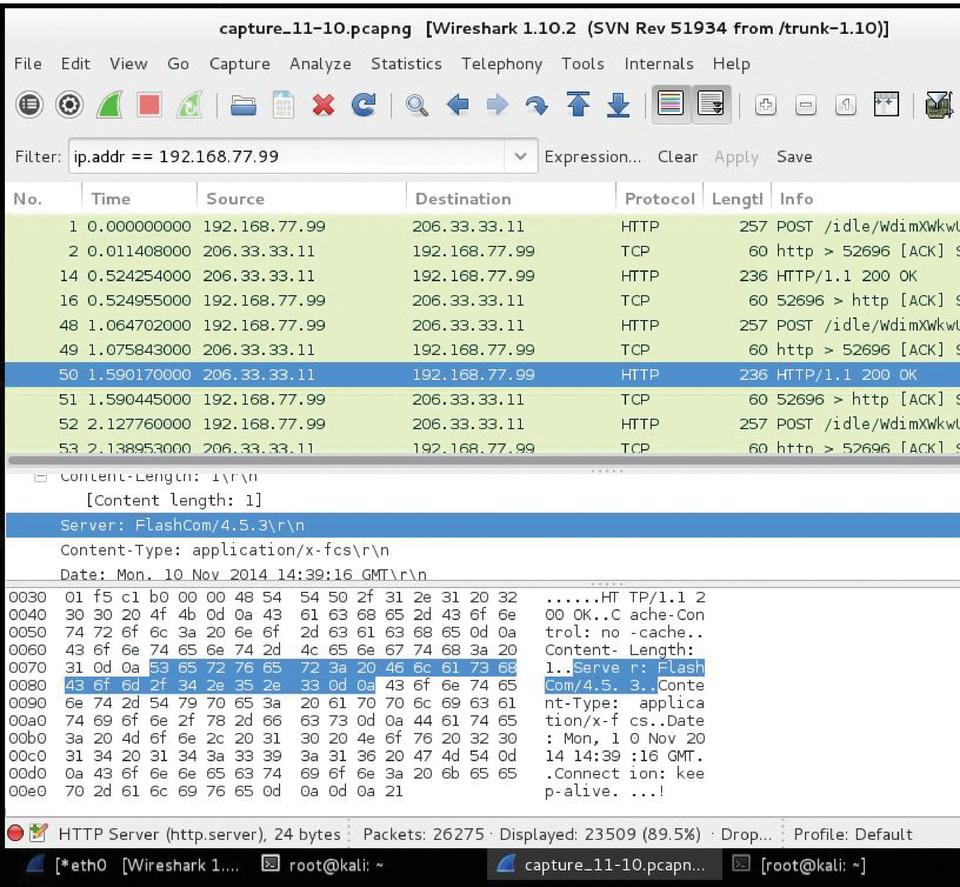 capture_11-10.pcapng [Wireshark 1.10.2 (SVN Rev 51934 from /trunk-1.10)]
File Edit View Go Capture Analyze Statistics Telephony Tools Internals Help
Filter: ip.addr == 192.168.77.99 Expression... Clear Apply Save
No. Time Source Destination Protocol Lengtl Info
1 0.000000000 192.168.77.99 206.33.33.11 HTTP 257 POST /idle/WdimXWkwU
2 0.011408000 206.33.33.11 192.168.77.99 TCP 60 http > 52696 [ACK] S
14 0.524254000 206.33.33.11 192.168.77.99 HTTP 236 HTTP/1.1 200 OK
16 0.524955000 192.168.77.99 206.33.33.11 TCP 60 52696 > http [ACK] S
48 1.064702000 192.168.77.99 206.33.33.11 HTTP 257 POST /idle/WdimXWkwU
49 1.075843000 206.33.33.11 192.168.77.99 TCP 60 http > 52696 [ACK] S
50 1.590170000 206.33.33.11 192.168.77.99 HTTP 236 HTTP/1.1 200 OK
51 1.590445000 192.168.77.99 206.33.33.11 TCP 60 52696 > http [ACK] S
52 2.127760000 192.168.77.99 206.33.33.11 HTTP 257 POST /idle/WdimXWkwU
53 2.138953000 206.33.33.11 192.168.77.99 TCP 60 http > 52696 [ACK] S
Content-Length: 1\r\n
[Content length: 1]
Server: FlashCom/4.5.3\r\n
Content-Type: application/x-fcs\r\n
Date: Mon, 10 Nov 2014 14:39:16 GMT\r\n
0030 01 f5 c1 b0 00 00 48 54 54 50 2f 31 2e 31 20 32 ......HT TP/1.1 2
0040 30 30 20 4f 4b 0d 0a 43 61 63 68 65 2d 43 6f 6e 00 OK..C ache-Con
0050 74 72 6f 6c 3a 20 6e 6f 2d 63 61 63 68 65 0d 0a trol: no -cache..
0060 43 6f 6e 74 65 6e 74 2d 4c 65 6e 67 74 68 3a 20 Content- Length:
0070 31 0d 0a 53 65 72 76 65 72 3a 20 46 6c 61 73 68 1..Serve r: Flash
0080 43 6f 6d 2f 34 2e 35 2e 33 0d 0a 43 6f 6e 74 65 Com/4.5. 3..Conte
0090 6e 74 2d 54 79 70 65 3a 20 61 70 70 6c 69 63 61 nt-Type: applica
00a0 74 69 6f 6e 2f 78 2d 66 63 73 0d 0a 44 61 74 65 tion/x-f cs..Date
00b0 3a 20 4d 6f 6e 2c 20 31 30 20 4e 6f 76 20 32 30 : Mon, 1 0 Nov 20
00c0 31 34 20 31 34 3a 33 39 3a 31 36 20 47 4d 54 0d 14 14:39 :16 GMT.
00d0 0a 43 6f 6e 6e 65 63 74 69 6f 6e 3a 20 6b 65 65 .Connect ion: kee
00e0 70 2d 61 6c 69 76 65 0d 0a 0d 0a 21 p-alive. ...!
HTTP Server (http.server), 24 bytes Packets: 26275 · Displayed: 23509 (89.5%) · Drop... Profile: Default
[*eth0 [Wireshark 1.... root@kali: ~ capture_11-10.pcapn... [root@kali: ~]